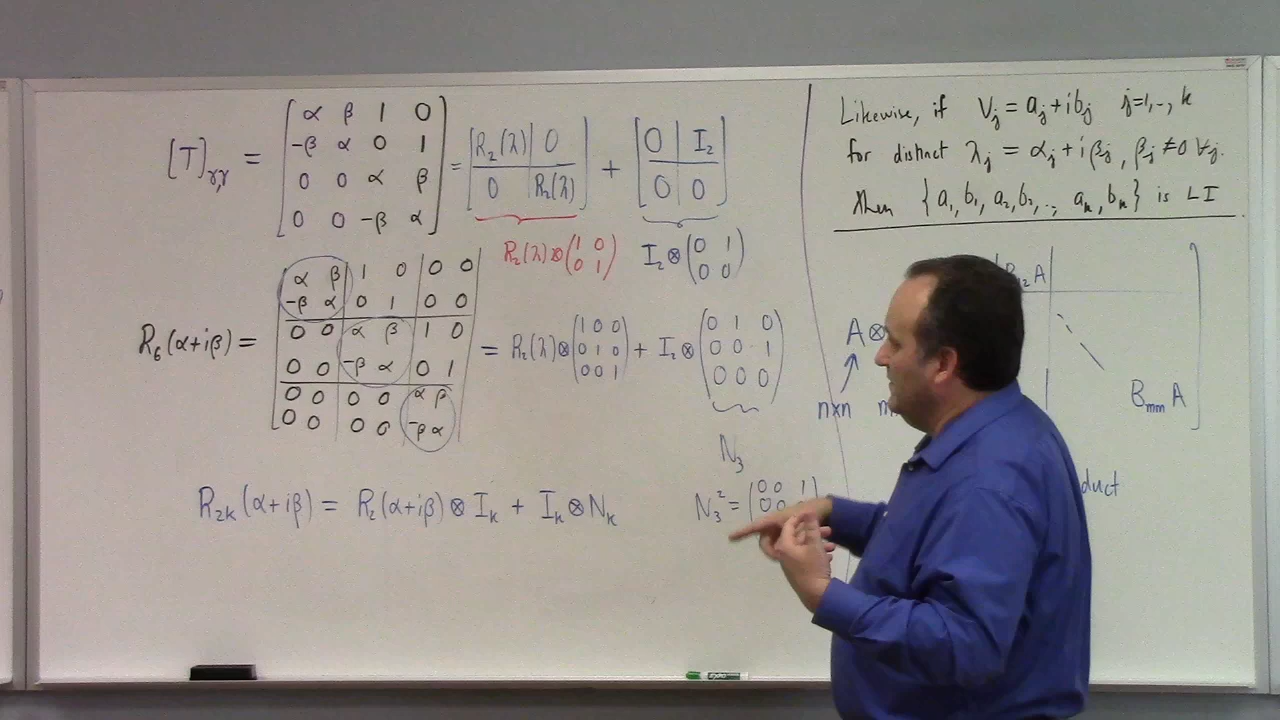 [T]γ,γ = [α β 1 0; -β α 0 1; 0 0 α β; 0 0 -β α] = [R₂(λ) | 0; 0 | R₂(λ)] + [0 | I₂; 0 | 0]
R₂(λ)⊗(1 0; 0 1)
I₂⊗(0 1; 0 0)
R₆(α+iβ) = [α β 1 0 0 0; -β α 0 1 0 0; 0 0 α β 1 0; 0 0 -β α 0 1; 0 0 0 0 α β; 0 0 0 0 -β α] = R₂(λ)⊗(1 0 0; 0 1 0; 0 0 1) + I₂⊗(0 1 0; 0 0 1; 0 0 0)
N₃
R₂ₖ(α+iβ) = R₂(α+iβ) ⊗ Iₖ + Iₖ ⊗ Nₖ
N₃² = (0 0 1
0 0
Likewise, if Vⱼ = aⱼ + ibⱼ j=1,.., k
for distinct λⱼ = αⱼ + iβⱼ, βⱼ ≠ 0 ∀ⱼ.
then {a₁, b₁, a₂, b₂, .., aₖ, bₖ} is LI
A
A ⊗
n×n
Bₘₘ A
duct